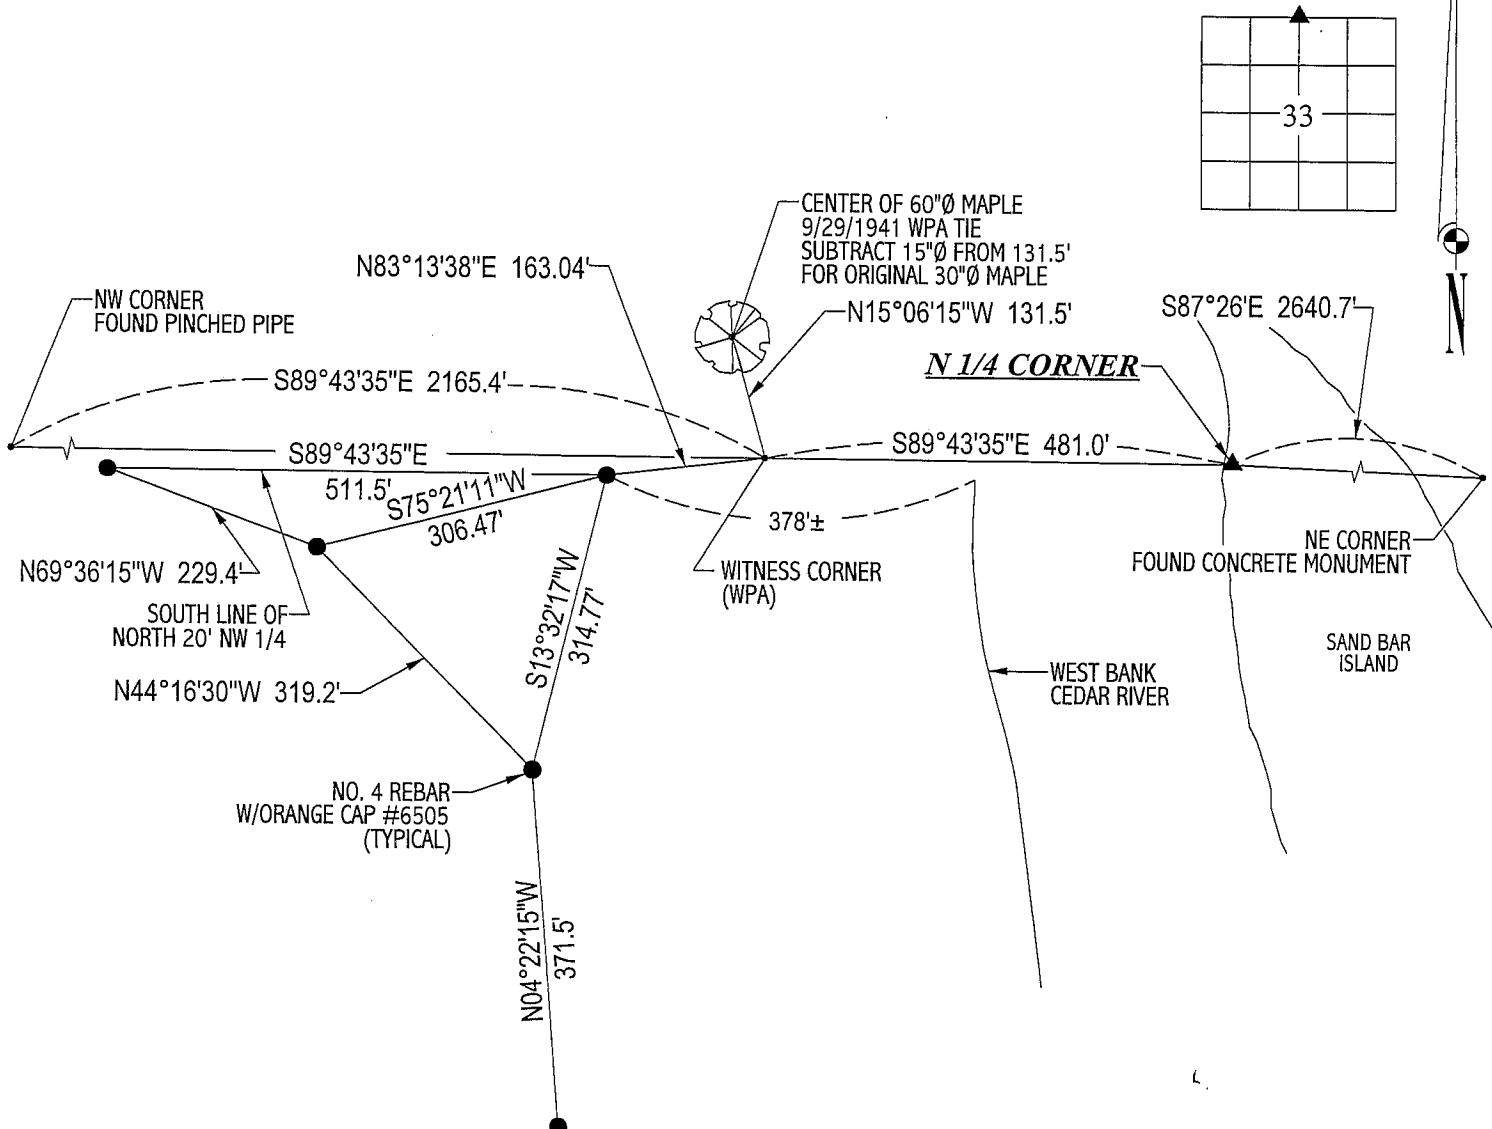 33
CENTER OF 60"Ø MAPLE
9/29/1941 WPA TIE
SUBTRACT 15"Ø FROM 131.5'
FOR ORIGINAL 30"Ø MAPLE
N83°13'38"E 163.04'
NW CORNER
FOUND PINCHED PIPE
N15°06'15"W 131.5'
S87°26'E 2640.7'
N
N 1/4 CORNER
S89°43'35"E 2165.4'
S89°43'35"E
511.5'
S89°43'35"E 481.0'
S75°21'11"W
306.47'
378'±
NE CORNER
FOUND CONCRETE MONUMENT
N69°36'15"W 229.4'
WITNESS CORNER
(WPA)
SOUTH LINE OF
NORTH 20' NW 1/4
S13°32'17"W
314.77'
SAND BAR
ISLAND
N44°16'30"W 319.2'
WEST BANK
CEDAR RIVER
NO. 4 REBAR
W/ORANGE CAP #6505
(TYPICAL)
N04°22'15"W
371.5'